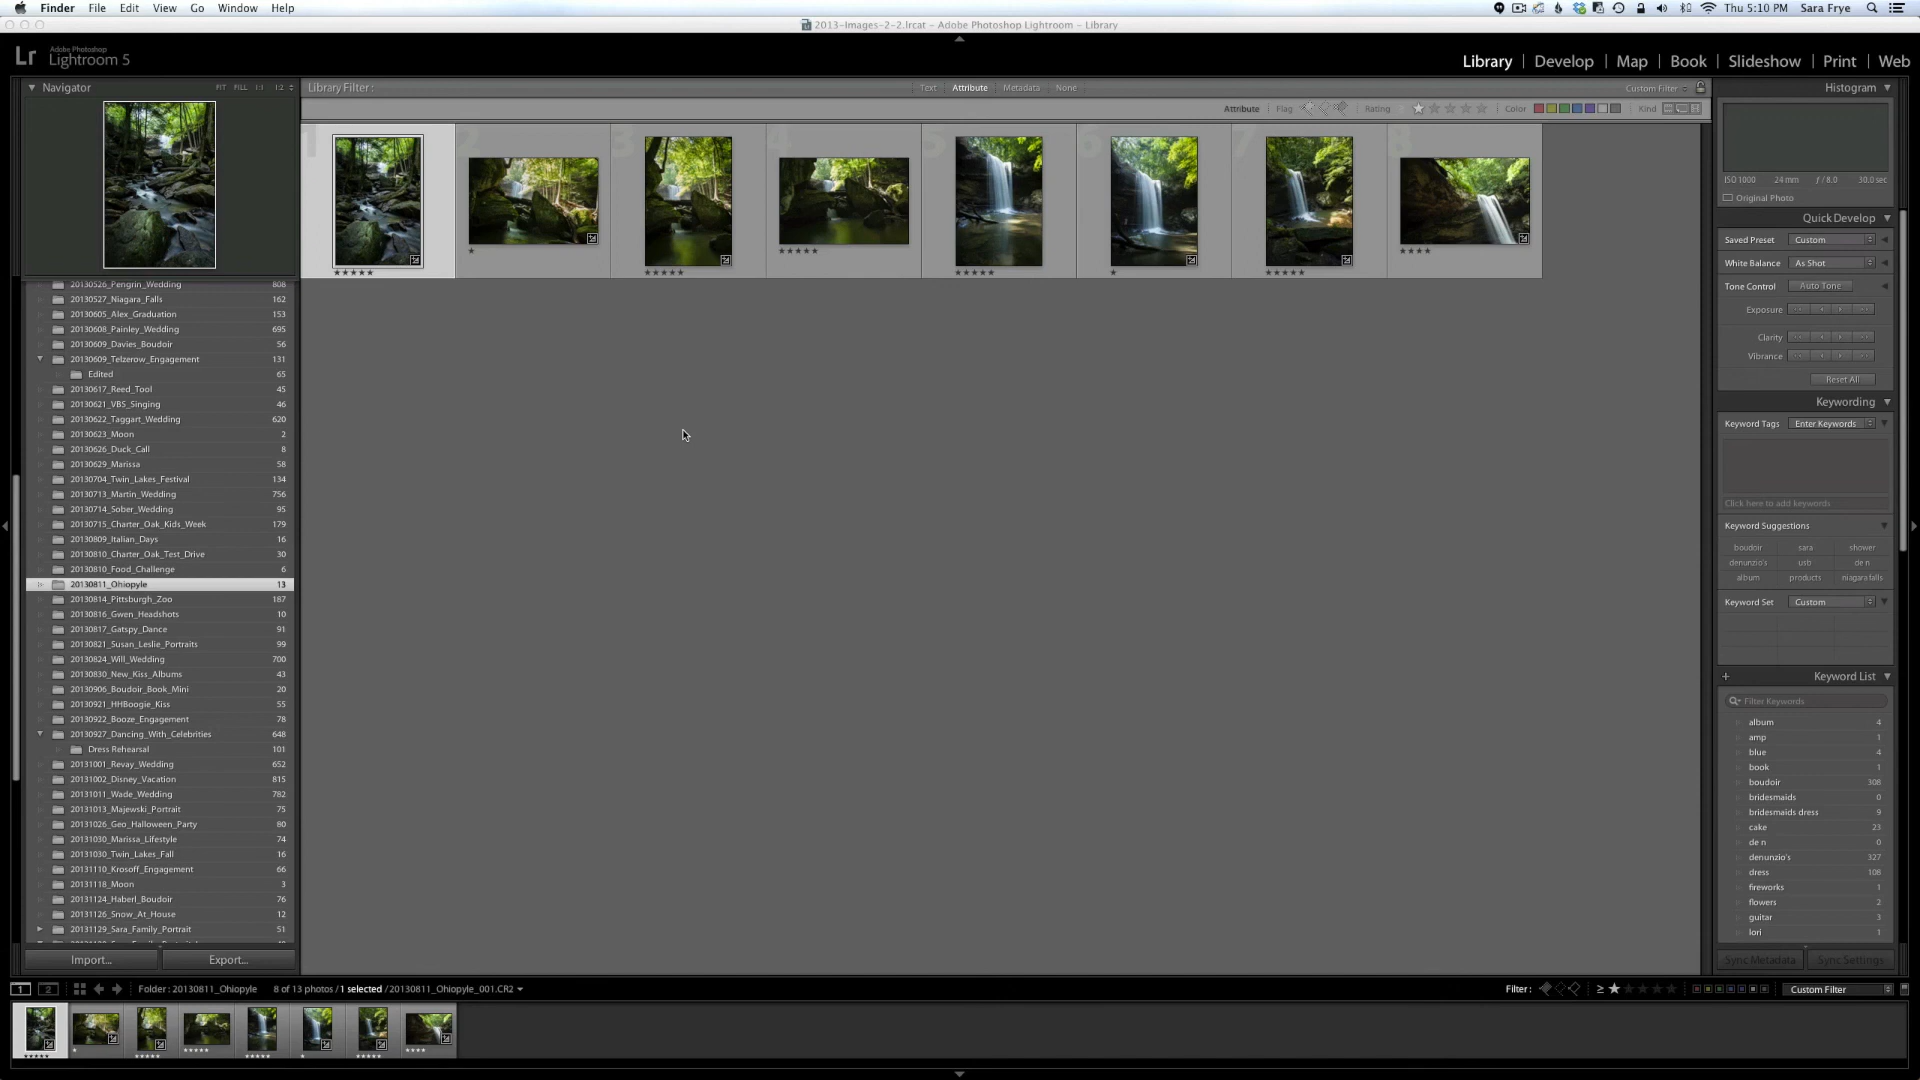 Finder File Edit View Go Window Help
Thu 5:10 PM Sara Frye
2013-Images-2-2.lrcat - Adobe Photoshop Lightroom - Library
Lr Adobe Photoshop
Lightroom 5
Library | Develop | Map | Book | Slideshow | Print | Web
Navigator FIT FILL 1:1 1:2
Library Filter : Text Attribute Metadata None Custom Filter
Attribute Flag Rating Color Kind
Histogram
ISO 1000 24 mm ƒ / 8.0 30.0 sec
Original Photo
Quick Develop
Saved Preset Custom
White Balance As Shot
Tone Control Auto Tone
Exposure
Clarity
Vibrance
Reset All
Keywording
Keyword Tags Enter Keywords
Click here to add keywords
Keyword Suggestions
boudoir sara shower
denunzio's usb de n
album products niagara falls
Keyword Set Custom
Keyword List
Filter Keywords
album 4
amp 1
blue 4
book 1
boudoir 308
bridesmaids 0
bridesmaids dress 9
cake 23
de n 0
denunzio's 327
dress 108
fireworks 1
flowers 2
guitar 3
lori 1
Sync Metadata Sync Settings
20130526_Pengrin_Wedding 808
20130527_Niagara_Falls 162
20130605_Alex_Graduation 153
20130608_Painley_Wedding 695
20130609_Davies_Boudoir 56
20130609_Telzerow_Engagement 131
Edited 65
20130617_Reed_Tool 45
20130621_VBS_Singing 46
20130622_Taggart_Wedding 620
20130623_Moon 2
20130626_Duck_Call 8
20130629_Marissa 58
20130704_Twin_Lakes_Festival 134
20130713_Martin_Wedding 756
20130714_Sober_Wedding 95
20130715_Charter_Oak_Kids_Week 179
20130809_Italian_Days 16
20130810_Charter_Oak_Test_Drive 30
20130810_Food_Challenge 6
20130811_Ohiopyle 13
20130814_Pittsburgh_Zoo 187
20130816_Gwen_Headshots 10
20130817_Gatspy_Dance 91
20130821_Susan_Leslie_Portraits 99
20130824_Will_Wedding 700
20130830_New_Kiss_Albums 43
20130906_Boudoir_Book_Mini 20
20130921_HHBoogie_Kiss 55
20130922_Booze_Engagement 78
20130927_Dancing_With_Celebrities 648
Dress Rehearsal 101
20131001_Revay_Wedding 652
20131002_Disney_Vacation 815
20131011_Wade_Wedding 782
20131013_Majewski_Portrait 75
20131026_Geo_Halloween_Party 80
20131030_Marissa_Lifestyle 74
20131030_Twin_Lakes_Fall 16
20131110_Krosoff_Engagement 66
20131118_Moon 3
20131124_Haberl_Boudoir 76
20131126_Snow_At_House 12
20131129_Sara_Family_Portrait 51
Import... Export...
1 2 Folder : 20130811_Ohiopyle 8 of 13 photos / 1 selected / 20130811_Ohiopyle_001.CR2
Filter : ≥ Custom Filter